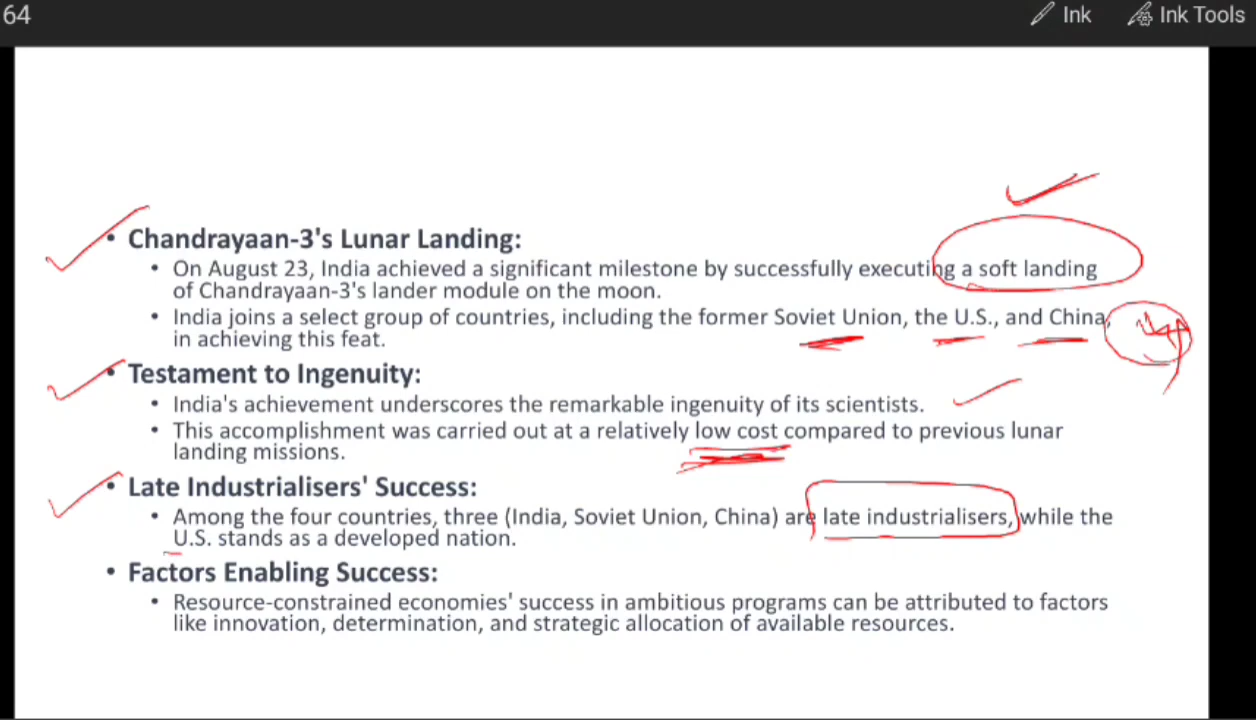 64
Ink
Ink Tools
• Chandrayaan-3's Lunar Landing:
• On August 23, India achieved a significant milestone by successfully executing a soft landing
of Chandrayaan-3's lander module on the moon.
• India joins a select group of countries, including the former Soviet Union, the U.S., and China,
in achieving this feat.
• Testament to Ingenuity:
• India's achievement underscores the remarkable ingenuity of its scientists.
• This accomplishment was carried out at a relatively low cost compared to previous lunar
landing missions.
• Late Industrialisers' Success:
• Among the four countries, three (India, Soviet Union, China) are late industrialisers, while the
U.S. stands as a developed nation.
• Factors Enabling Success:
• Resource-constrained economies' success in ambitious programs can be attributed to factors
like innovation, determination, and strategic allocation of available resources.